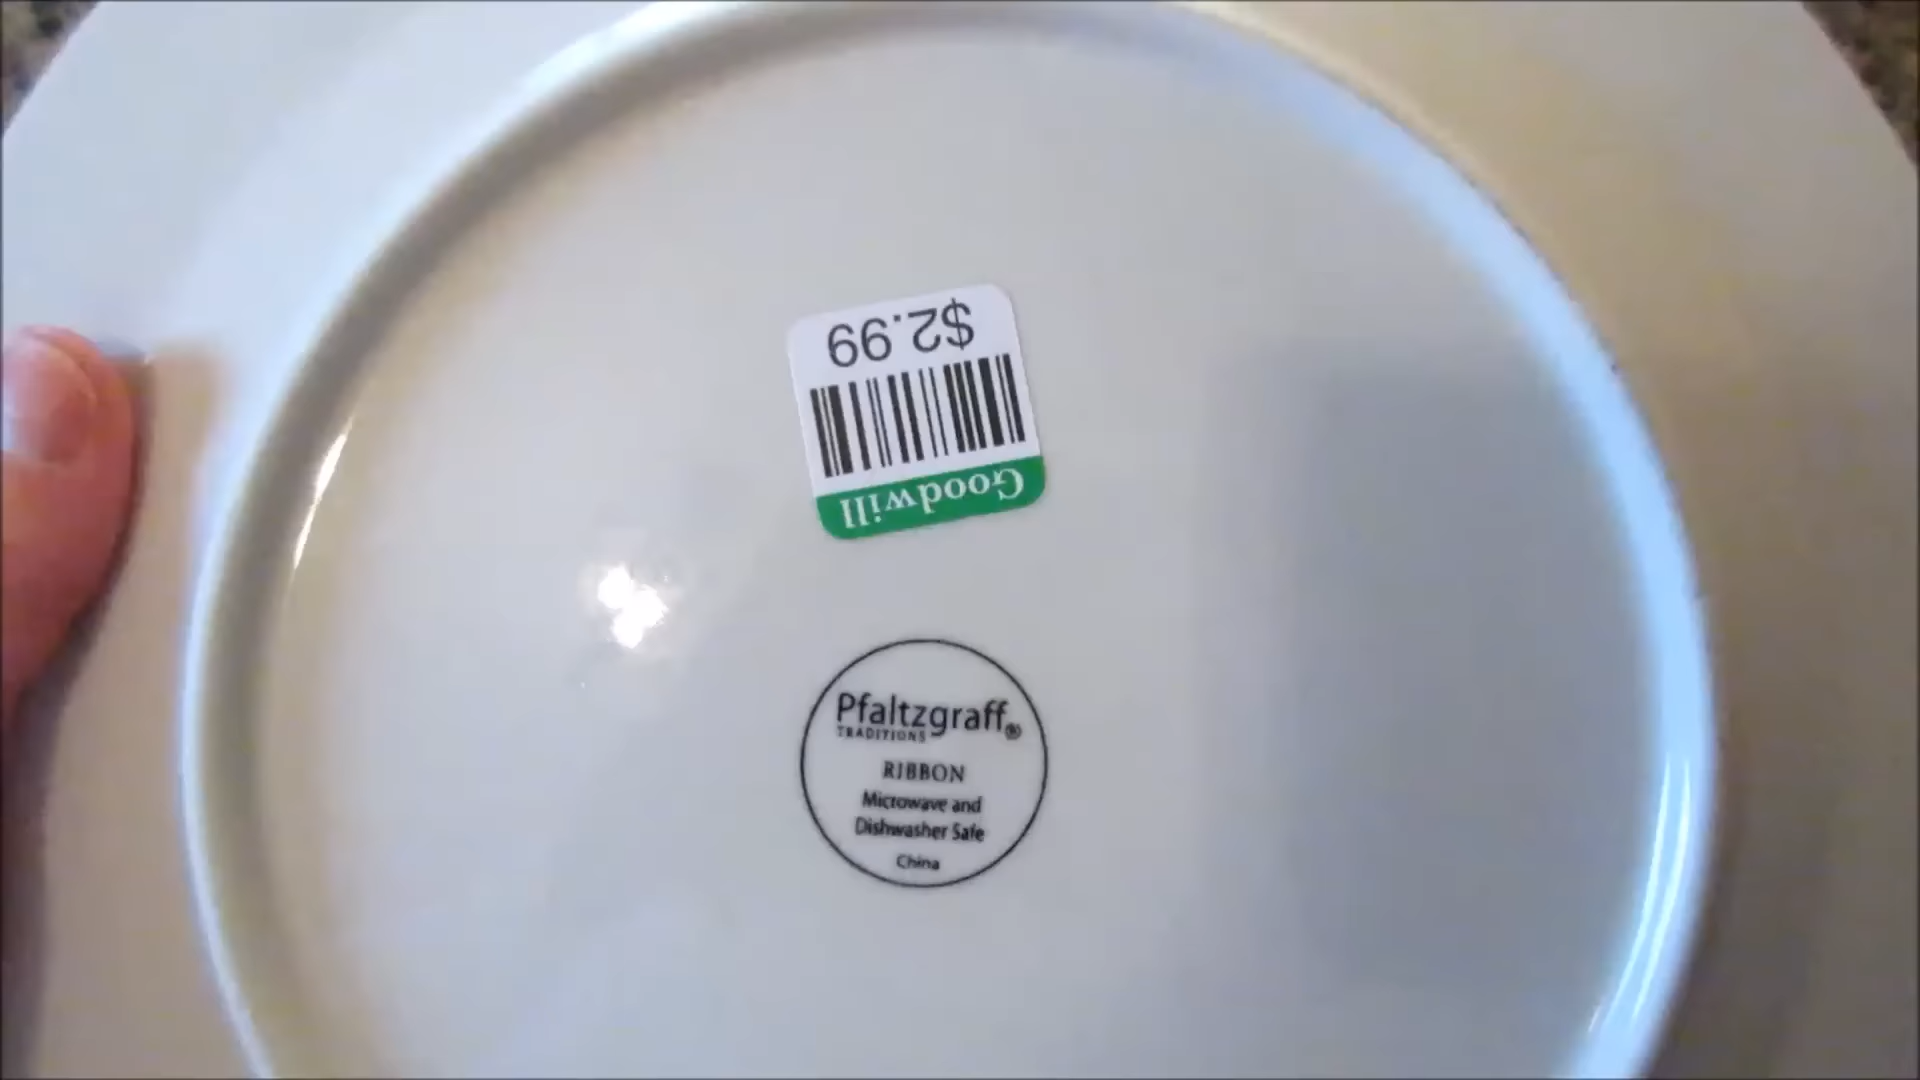 $2.99
Goodwill
Pfaltzgraff®
TRADITIONS
RIBBON
Microwave and
Dishwasher Safe
China